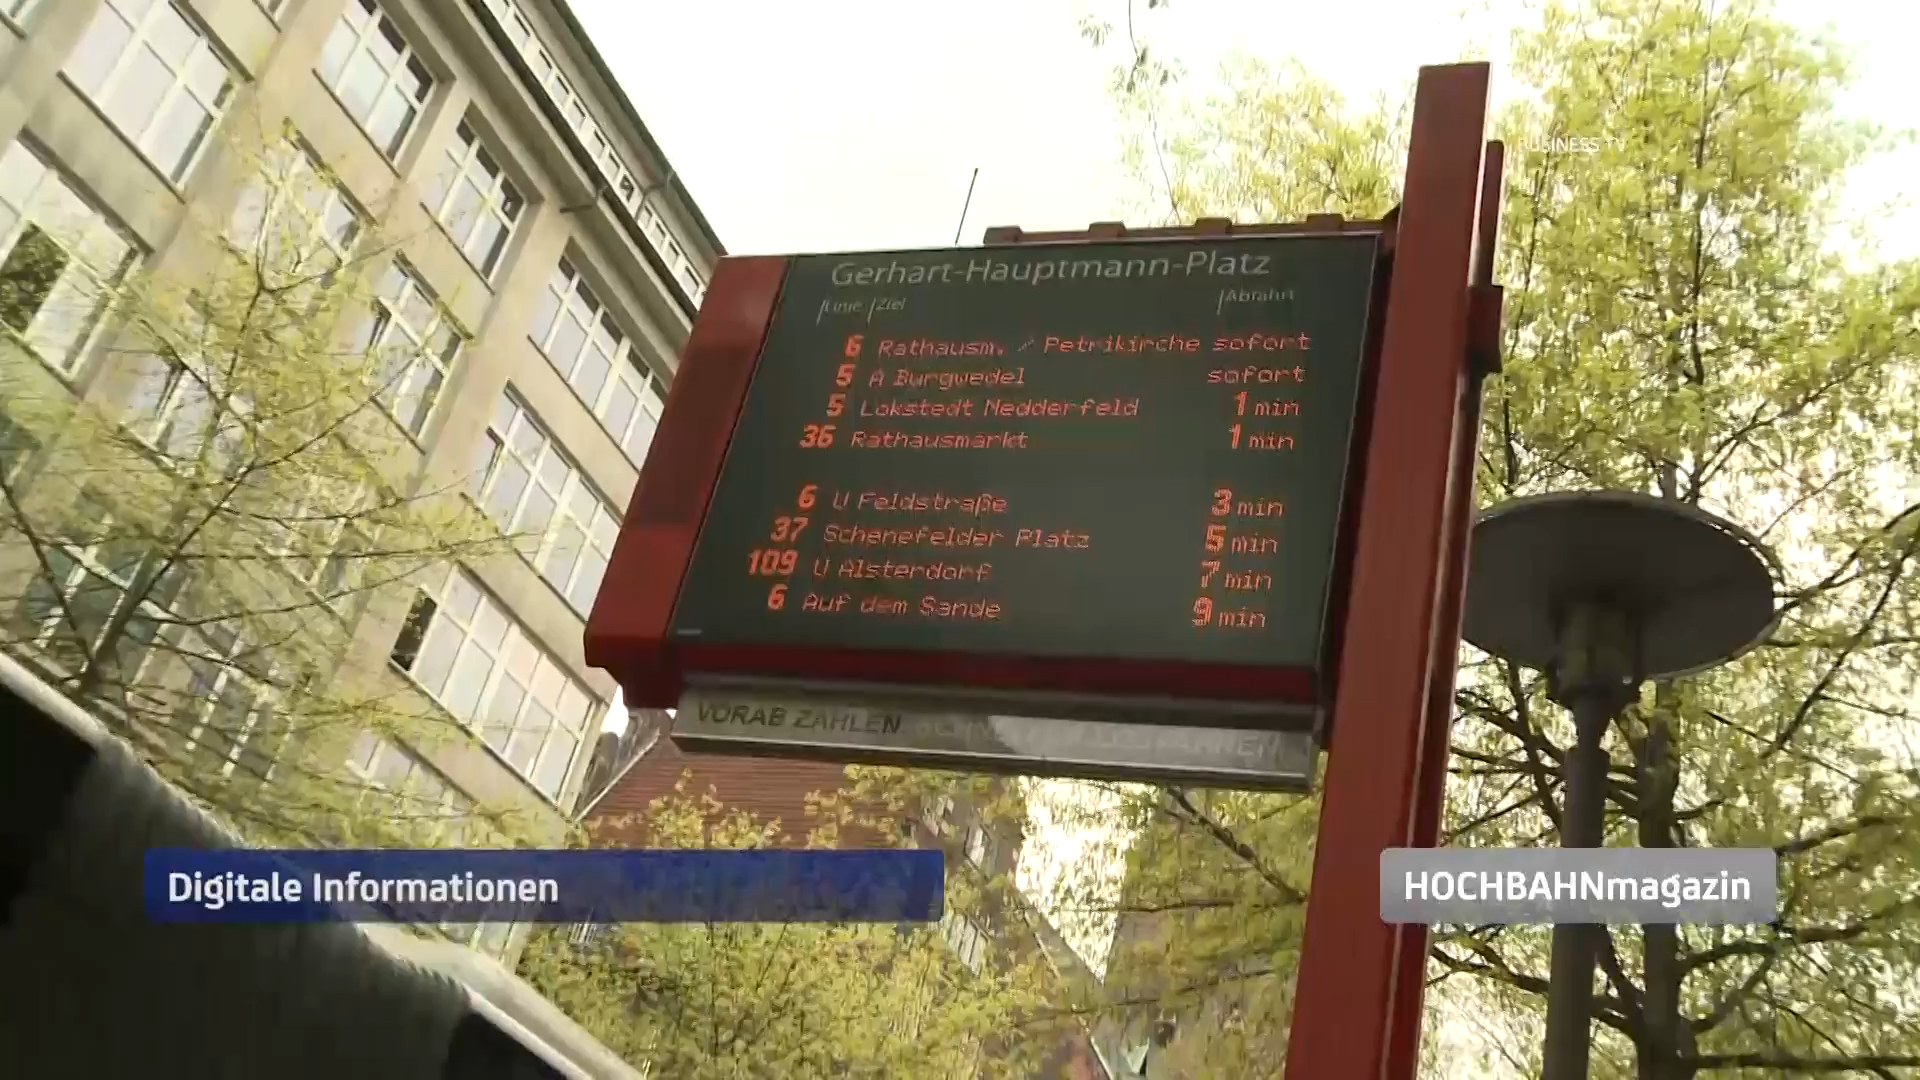 BUSINESS TV
Gerhart-Hauptmann-Platz
Linie Ziel Abfahrt
6 Rathausm. / Petrikirche sofort
5 A Burgwedel sofort
5 Lokstedt Nedderfeld 1 min
36 Rathausmarkt 1 min
6 U Feldstraße 3 min
37 Schenefelder Platz 5 min
109 U Alsterdorf 7 min
6 Auf dem Sande 9 min
VORAB ZAHLEN
Digitale Informationen
HOCHBAHNmagazin